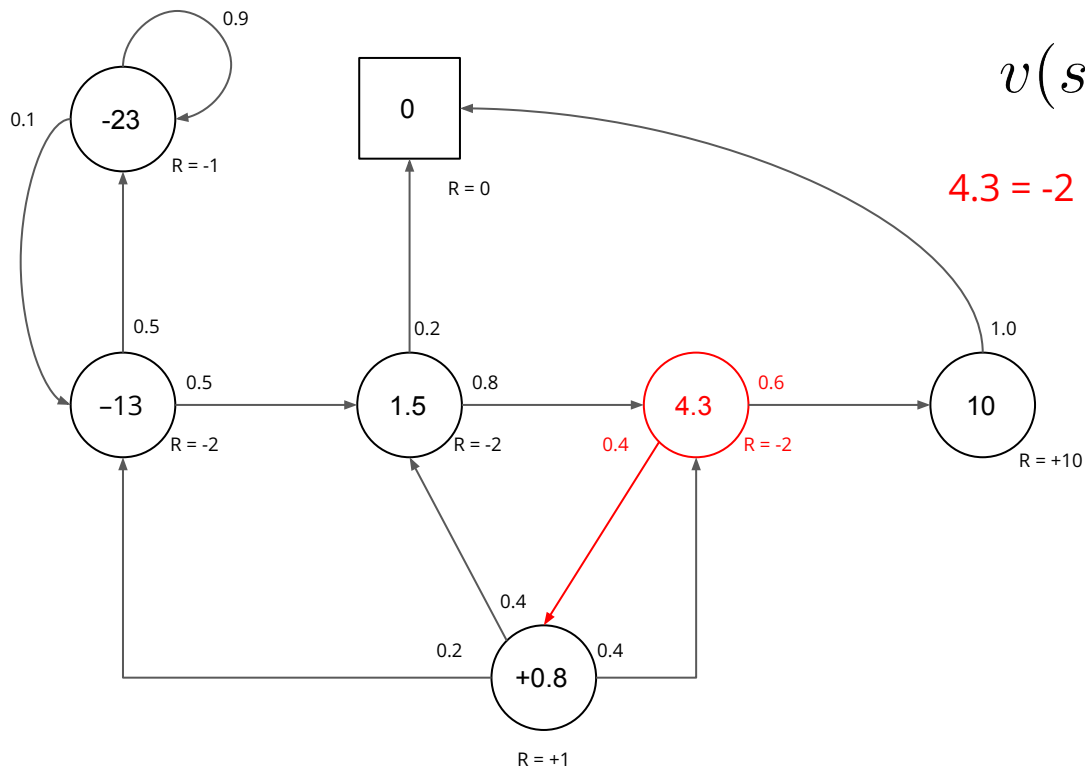 0.9
v(s
0.1
-23
0
R = -1
R = 0
4.3 = -2
0.5
0.2
1.0
0.5
0.8
0.6
–13
1.5
4.3
10
R = -2
R = -2
0.4
R = -2
R = +10
0.4
0.2
0.4
+0.8
R = +1